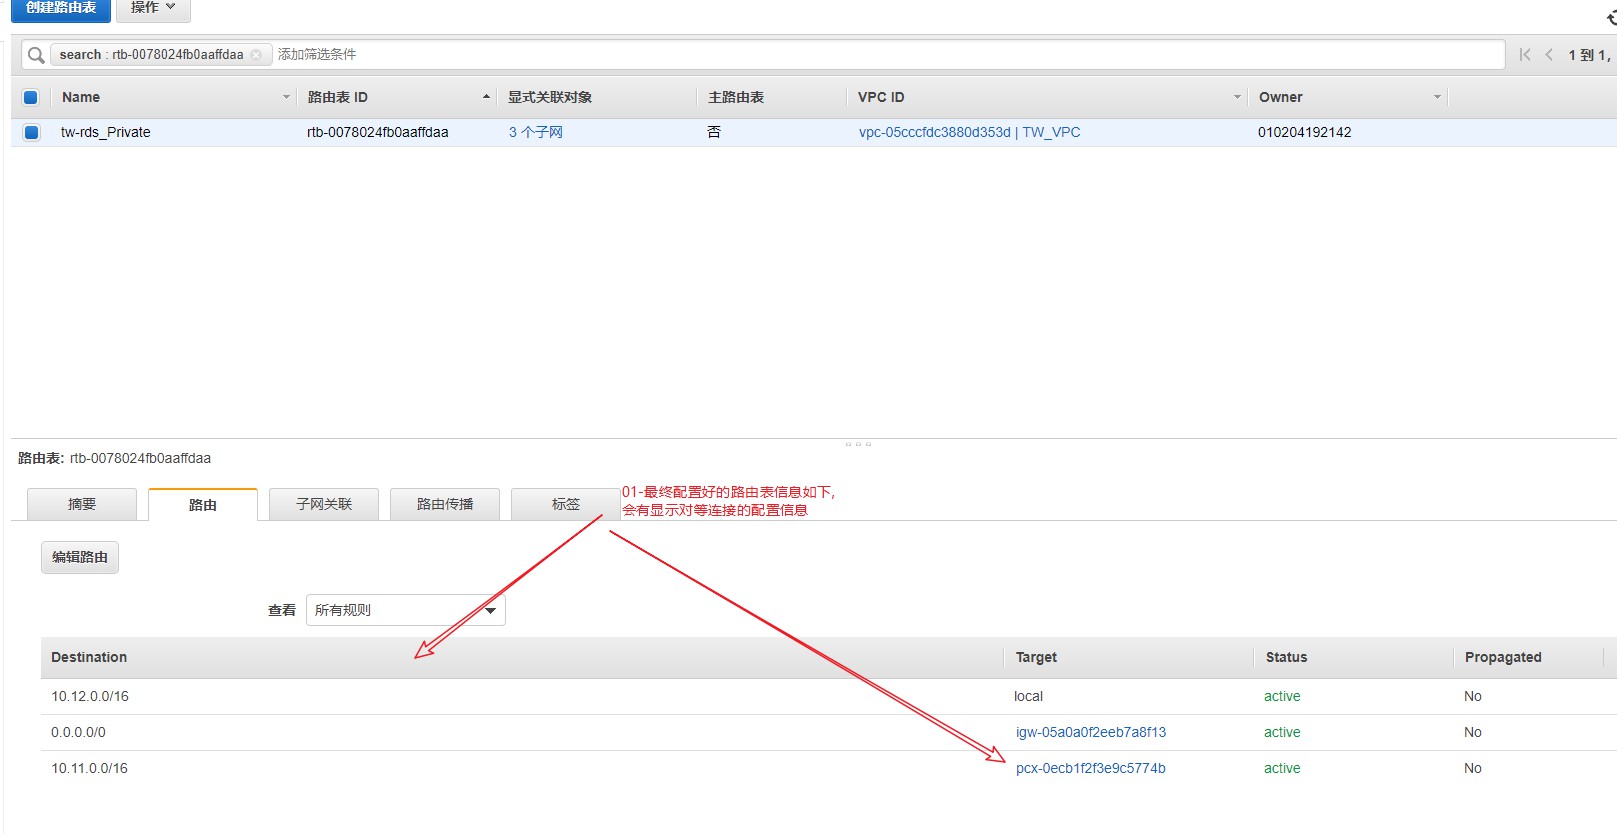 创建路由表 操作
search : rtb-0078024fb0aaffdaa 添加筛选条件 1 到 1,
Name 路由表 ID 显式关联对象 主路由表 VPC ID Owner
tw-rds_Private rtb-0078024fb0aaffdaa 3 个子网 否 vpc-05cccfdc3880d353d | TW_VPC 010204192142
路由表: rtb-0078024fb0aaffdaa
摘要 路由 子网关联 路由传播 标签
01-最终配置好的路由表信息如下,
会有显示对等连接的配置信息
编辑路由
查看 所有规则
Destination Target Status Propagated
10.12.0.0/16 local active No
0.0.0.0/0 igw-05a0a0f2eeb7a8f13 active No
10.11.0.0/16 pcx-0ecb1f2f3e9c5774b active No